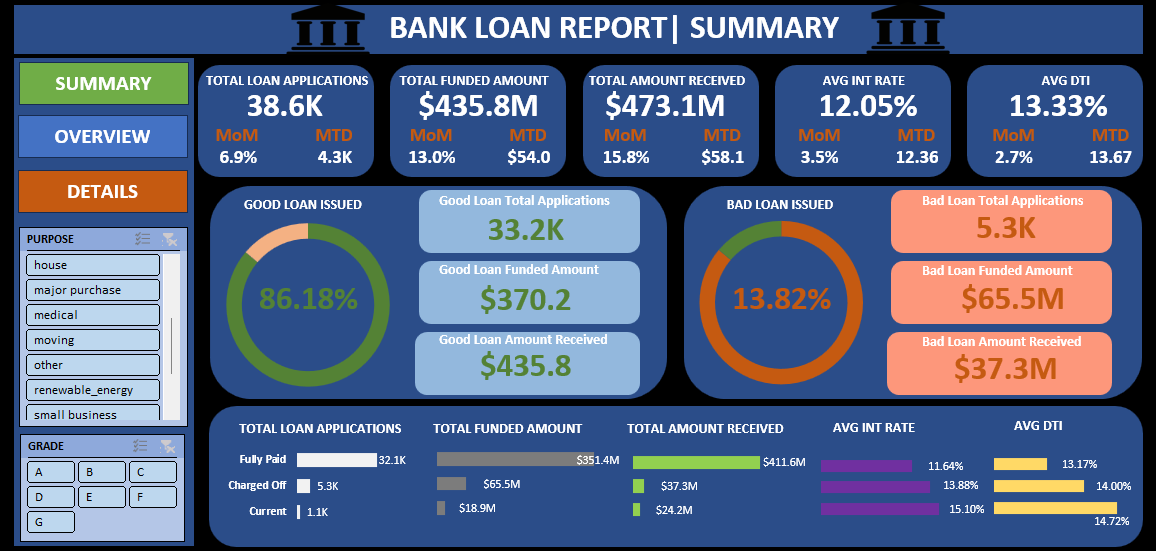 BANK LOAN REPORT| SUMMARY
SUMMARY
OVERVIEW
DETAILS
PURPOSE
house
major purchase
medical
moving
other
renewable_energy
small business
GRADE
A B C
D E F
G
TOTAL LOAN APPLICATIONS
38.6K
MoM MTD
6.9% 4.3K
TOTAL FUNDED AMOUNT
$435.8M
MoM MTD
13.0% $54.0
TOTAL AMOUNT RECEIVED
$473.1M
MoM MTD
15.8% $58.1
AVG INT RATE
12.05%
MoM MTD
3.5% 12.36
AVG DTI
13.33%
MoM MTD
2.7% 13.67
GOOD LOAN ISSUED
86.18%
Good Loan Total Applications
33.2K
Good Loan Funded Amount
$370.2
Good Loan Amount Received
$435.8
BAD LOAN ISSUED
13.82%
Bad Loan Total Applications
5.3K
Bad Loan Funded Amount
$65.5M
Bad Loan Amount Received
$37.3M
TOTAL LOAN APPLICATIONS TOTAL FUNDED AMOUNT TOTAL AMOUNT RECEIVED AVG INT RATE AVG DTI
Fully Paid 32.1K $351.4M $411.6M 11.64% 13.17%
Charged Off 5.3K $65.5M $37.3M 13.88% 14.00%
Current 1.1K $18.9M $24.2M 15.10% 14.72%